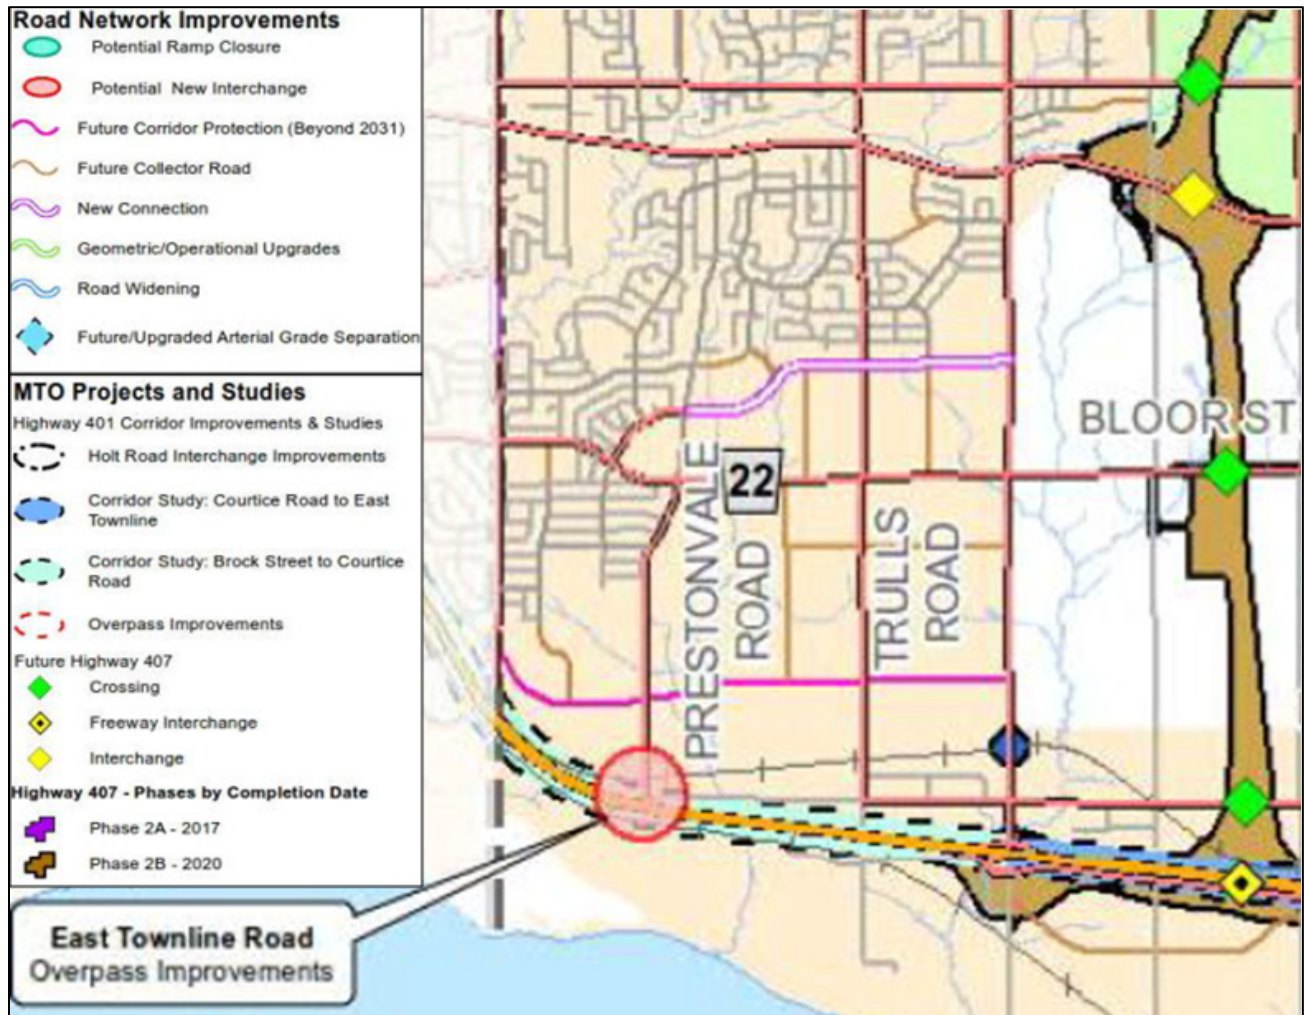 Road Network Improvements
Potential Ramp Closure
Potential New Interchange
Future Corridor Protection (Beyond 2031)
Future Collector Road
New Connection
Geometric/Operational Upgrades
Road Widening
Future/Upgraded Arterial Grade Separation
MTO Projects and Studies
Highway 401 Corridor Improvements & Studies
Holt Road Interchange Improvements
Corridor Study: Courtice Road to East
Townline
Corridor Study: Brock Street to Courtice
Road
Overpass Improvements
Future Highway 407
Crossing
Freeway Interchange
Interchange
Highway 407 - Phases by Completion Date
Phase 2A - 2017
Phase 2B - 2020
East Townline Road
Overpass Improvements
BLOOR ST
22
PRESTONVALE
ROAD
TRULLS
ROAD